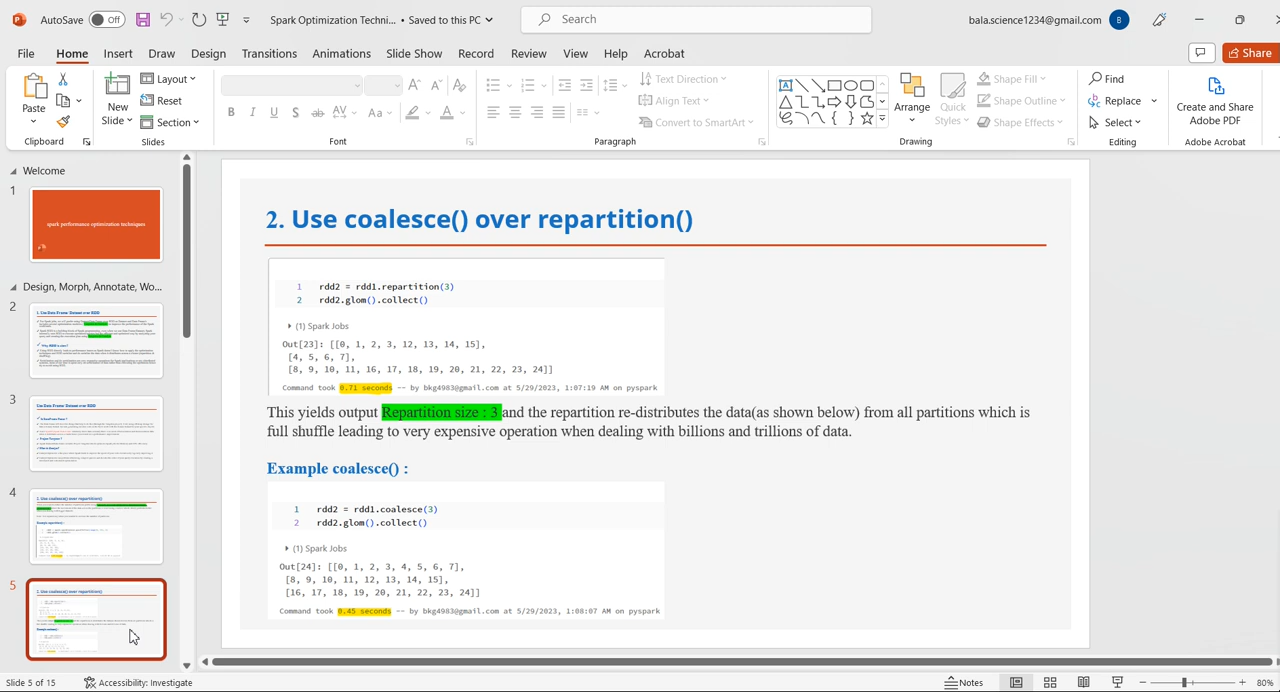 AutoSave Off Spark Optimization Techni... • Saved to this PC Search bala.science1234@gmail.com B
File Home Insert Draw Design Transitions Animations Slide Show Record Review View Help Acrobat Share
Paste New Slide Layout Reset Section
B I U S ab AV Aa A
Text Direction Align Text Convert to SmartArt
Arrange Quick Styles Shape Fill Shape Outline Shape Effects
Find Replace Select Create and Share Adobe PDF
Clipboard Slides Font Paragraph Drawing Editing Adobe Acrobat
Welcome
1
spark performance optimization techniques
Design, Morph, Annotate, Wo...
2
3
4
2. Use coalesce() over repartition()
5
2. Use coalesce() over repartition()
2. Use coalesce() over repartition()
1 rdd2 = rdd1.repartition(3)
2 rdd2.glom().collect()
(1) Spark Jobs
Out[23]: [[0, 1, 2, 3, 12, 13, 14, 15],
[4, 5, 6, 7],
[8, 9, 10, 11, 16, 17, 18, 19, 20, 21, 22, 23, 24]]
Command took 0.71 seconds -- by bkg4983@gmail.com at 5/29/2023, 1:07:19 AM on pyspark
This yields output Repartition size : 3 and the repartition re-distributes the data(as shown below) from all partitions which is
full shuffle leading to very expensive operation when dealing with billions and trillions of data.
Example coalesce() :
1 rdd2 = rdd1.coalesce(3)
2 rdd2.glom().collect()
(1) Spark Jobs
Out[24]: [[0, 1, 2, 3, 4, 5, 6, 7],
[8, 9, 10, 11, 12, 13, 14, 15],
[16, 17, 18, 19, 20, 21, 22, 23, 24]]
Command took 0.45 seconds -- by bkg4983@gmail.com at 5/29/2023, 1:08:07 AM on pyspark
Slide 5 of 15 Accessibility: Investigate Notes 80%